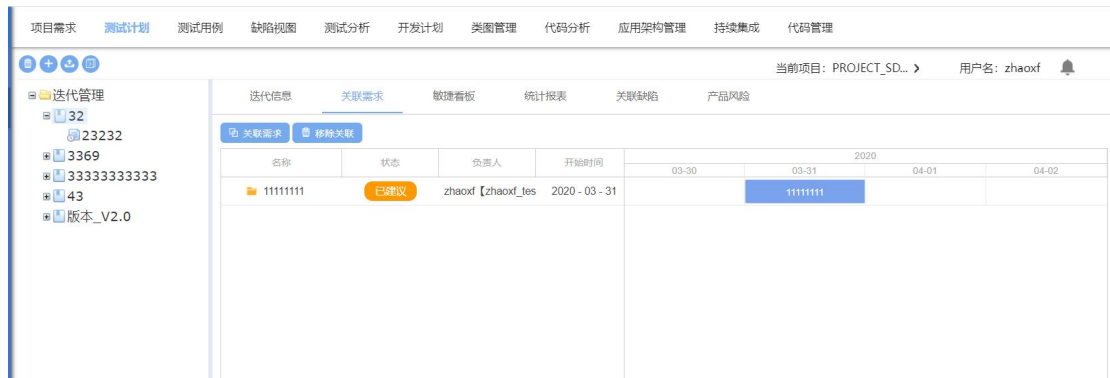 项目需求 测试计划 测试用例 缺陷视图 测试分析 开发计划 类图管理 代码分析 应用架构管理 持续集成 代码管理
当前项目：PROJECT_SD... 用户名：zhaoxf
迭代管理
32
23232
3369
33333333333
43
版本_V2.0
迭代信息 关联需求 敏捷看板 统计报表 关联缺陷 产品风险
关联需求 移除关联
名称 状态 负责人 开始时间 2020
03-30 03-31 04-01 04-02
11111111 已建议 zhaoxf【zhaoxf_tes 2020 - 03 - 31 11111111